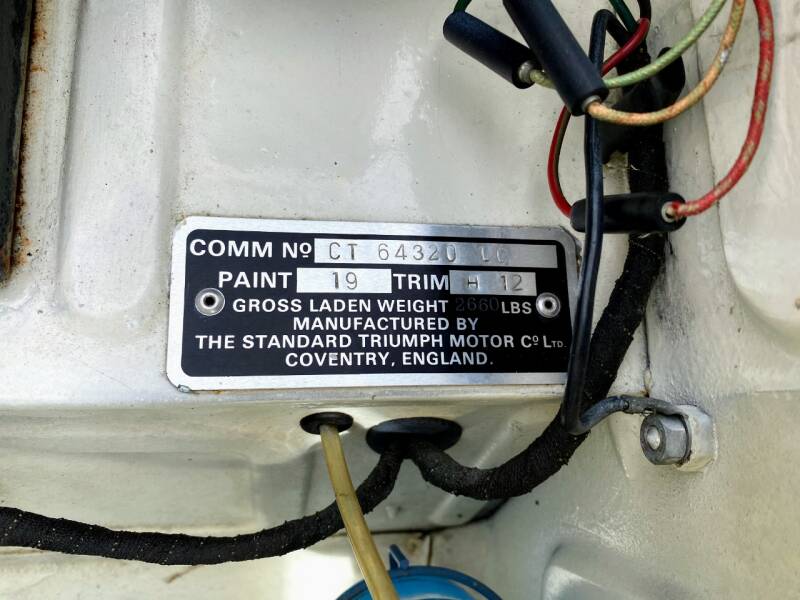 COMM Nº CT 64320 LC
PAINT 19 TRIM H 12
GROSS LADEN WEIGHT 2660 LBS
MANUFACTURED BY
THE STANDARD TRIUMPH MOTOR Cº LTD.
COVENTRY, ENGLAND.